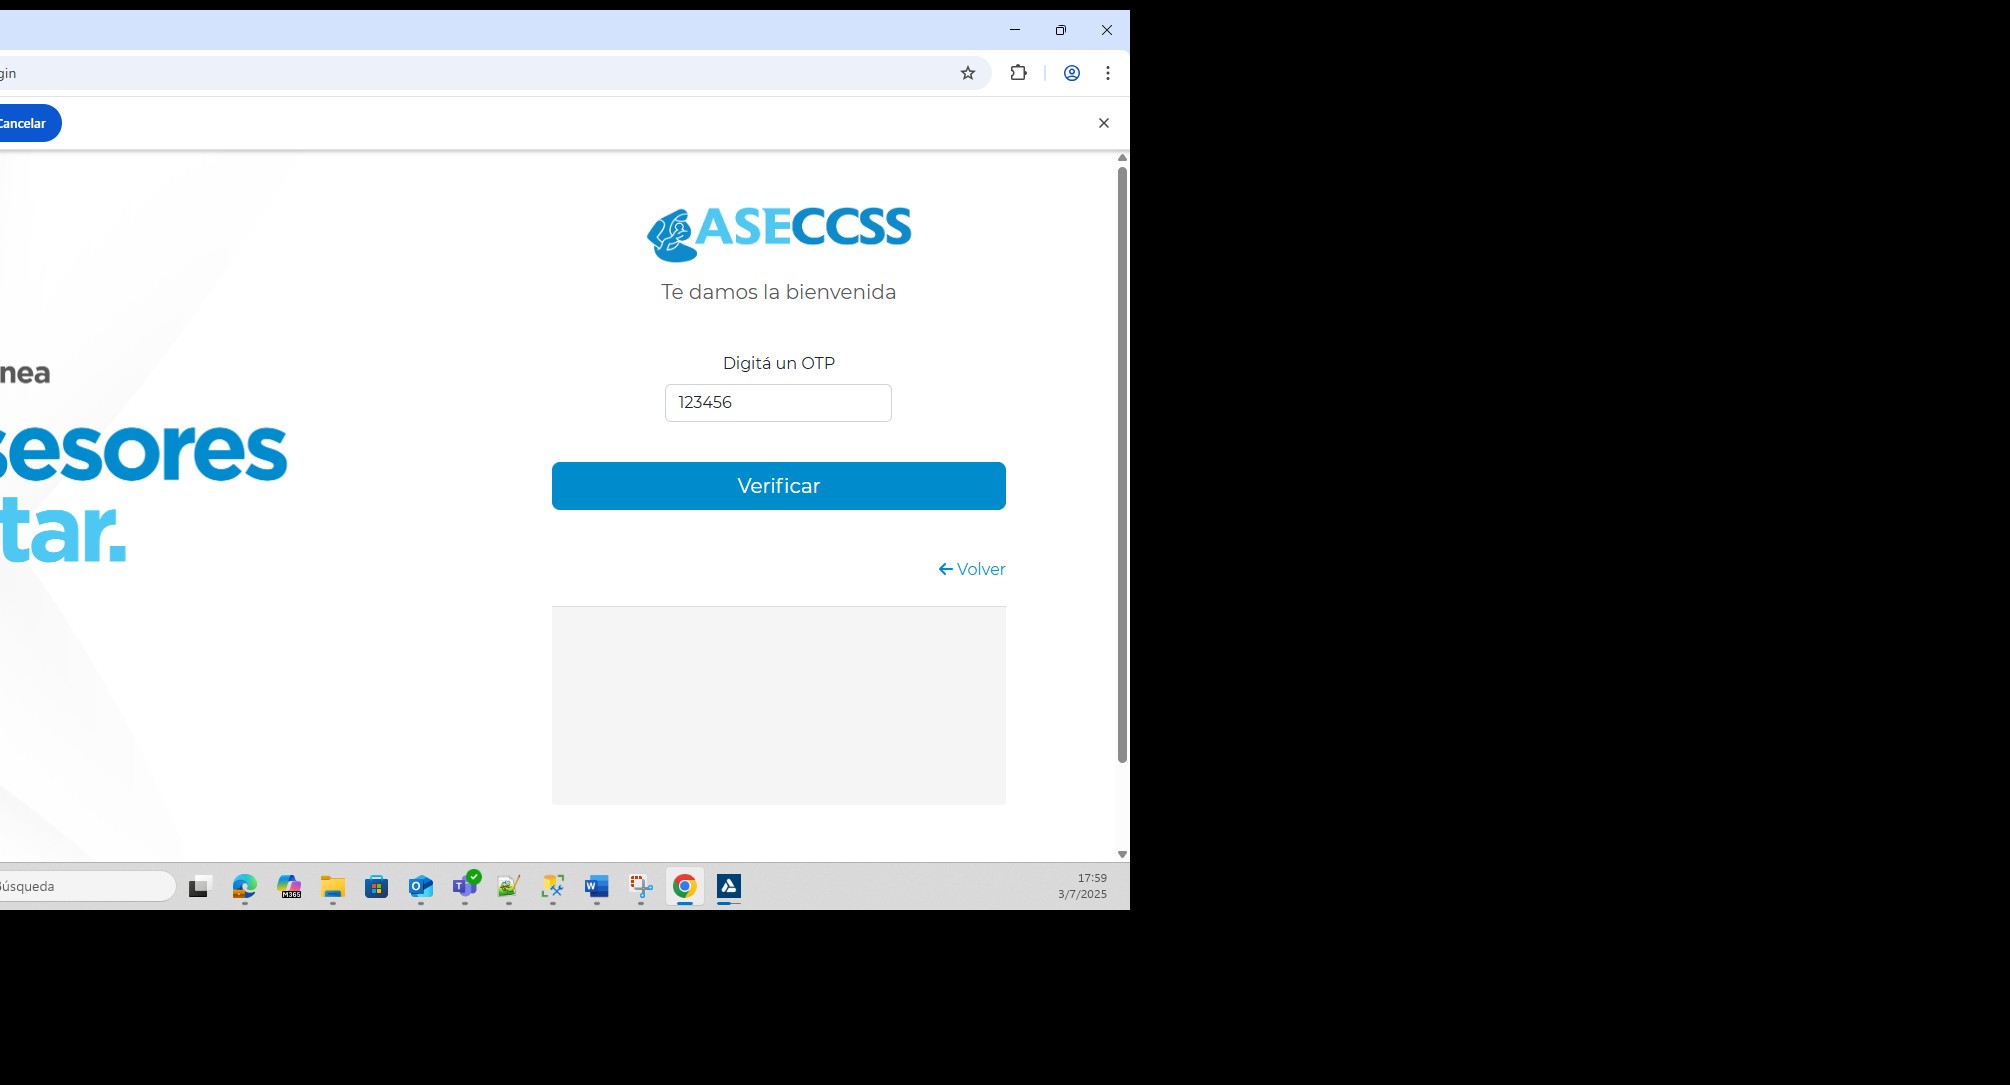 gin
Cancelar
ASECCSS
Te damos la bienvenida
nea
Digitá un OTP
123456
sesores
Verificar
tar.
Volver
Búsqueda
M365
17:59
3/7/2025